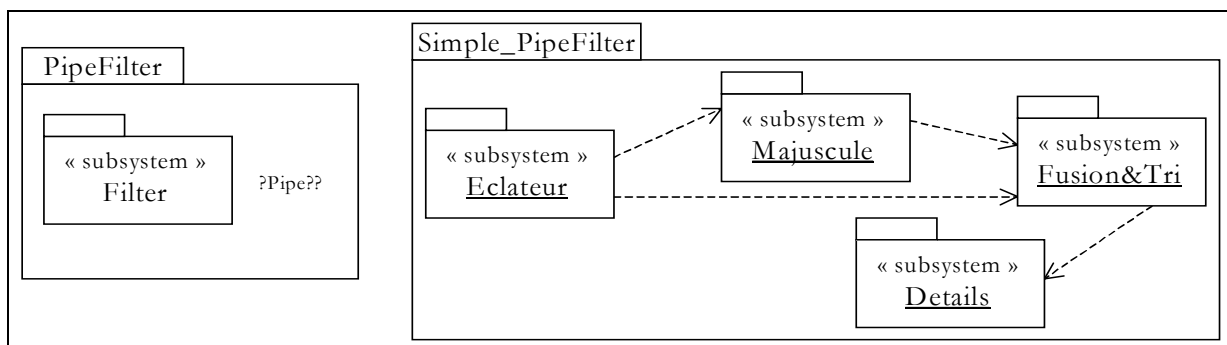 PipeFilter
« subsystem »
Filter
?Pipe??
Simple_PipeFilter
« subsystem »
Eclateur
« subsystem »
Majuscule
« subsystem »
Fusion&Tri
« subsystem »
Details